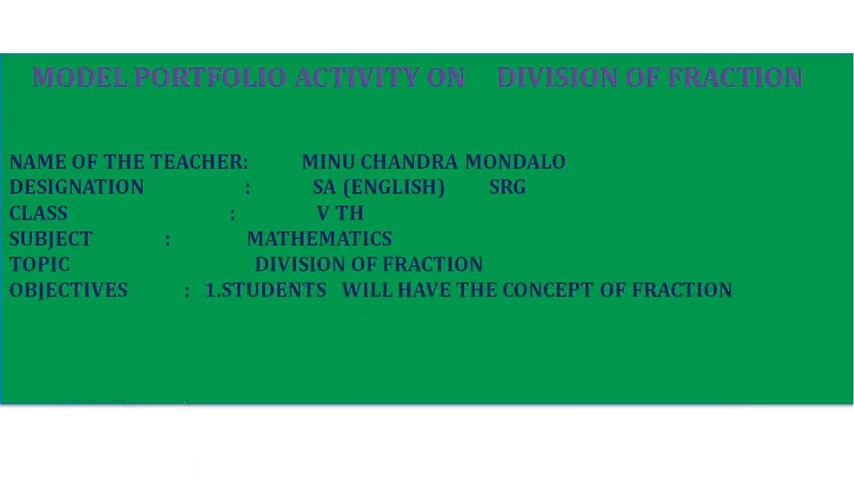 MODEL PORTFOLIO ACTIVITY ON DIVISION OF FRACTION
NAME OF THE TEACHER: MINU CHANDRA MONDALO
DESIGNATION : SA (ENGLISH) SRG
CLASS : V TH
SUBJECT : MATHEMATICS
TOPIC DIVISION OF FRACTION
OBJECTIVES : 1.STUDENTS WILL HAVE THE CONCEPT OF FRACTION